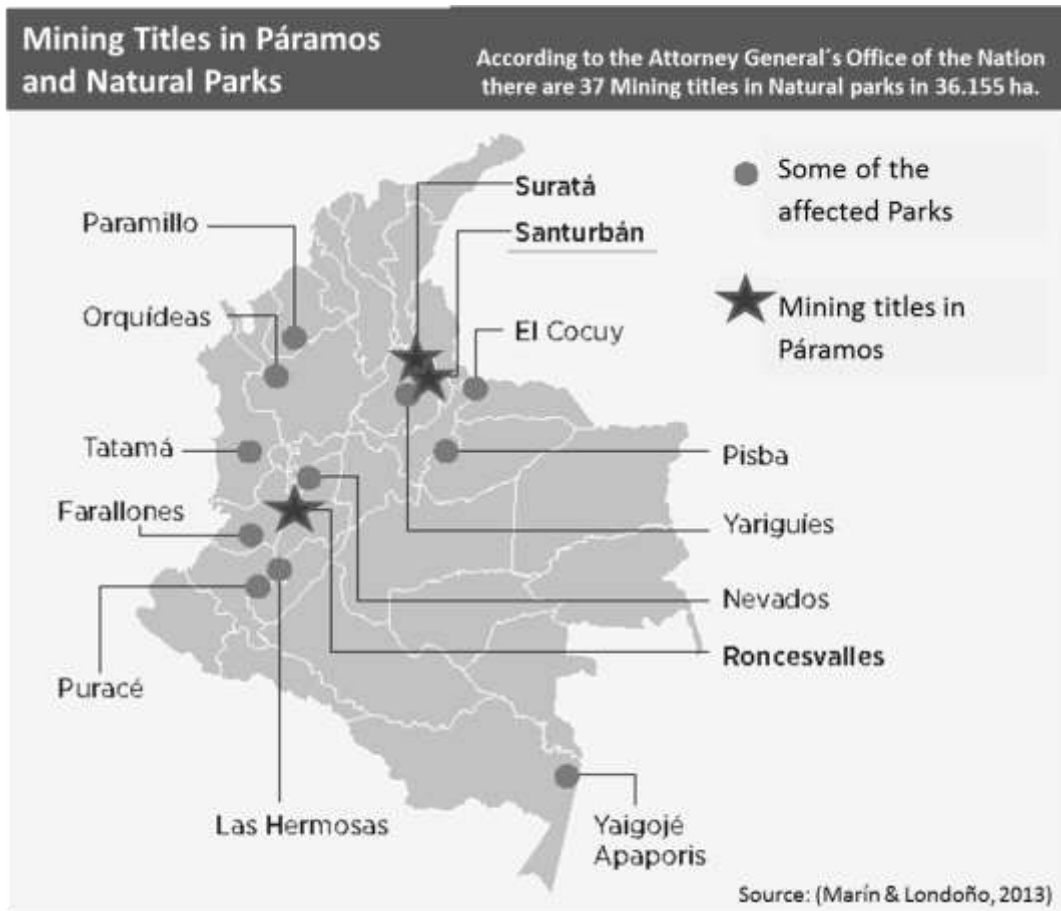 Mining Titles in Páramos
and Natural Parks
According to the Attorney General´s Office of the Nation
there are 37 Mining titles in Natural parks in 36.155 ha.
Some of the
affected Parks
Mining titles in
Páramos
Suratá
Santurbán
Paramillo
Orquídeas
El Cocuy
Tatamá
Pisba
Farallones
Yariguíes
Nevados
Roncesvalles
Puracé
Las Hermosas
Yaigojé
Apaporis
Source: (Marín & Londoño, 2013)